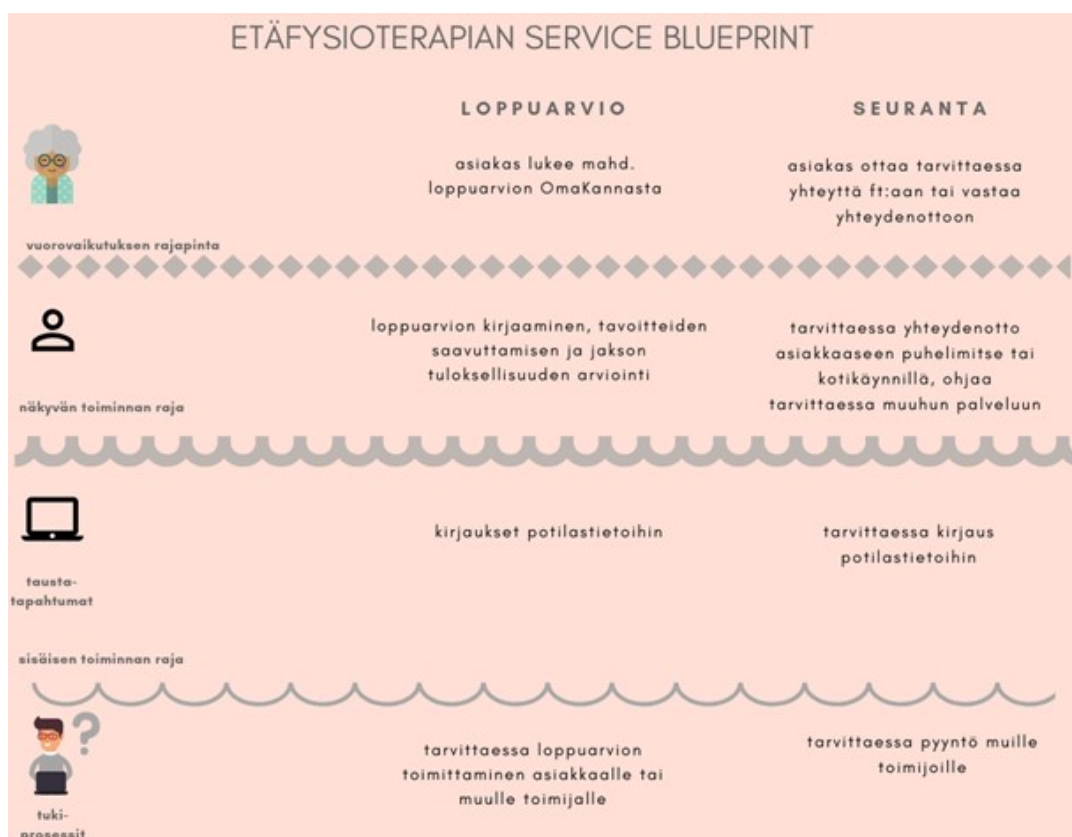 ETÄFYSIOTERAPIAN SERVICE BLUEPRINT
LOPPUARVIO
SEURANTA
asiakas lukee mahd.
loppuarvion OmaKannasta
asiakas ottaa tarvittaessa
yhteyttä ft:aan tai vastaa
yhteydenottoon
vuorovaikutuksen rajapinta
loppuarvion kirjaaminen, tavoitteiden
saavuttamisen ja jakson
tuloksellisuuden arviointi
tarvittaessa yhteydenotto
asiakkaaseen puhelimitse tai
kotikäynnillä, ohjaa
tarvittaessa muuhun palveluun
näkyvän toiminnan raja
kirjaukset potilastietoihin
tarvittaessa kirjaus
potilastietoihin
tausta-
tapahtumat
sisäisen toiminnan raja
?
tarvittaessa loppuarvion
toimittaminen asiakkaalle tai
muulle toimijalle
tarvittaessa pyyntö muille
toimijoille
tuki-
prosessit